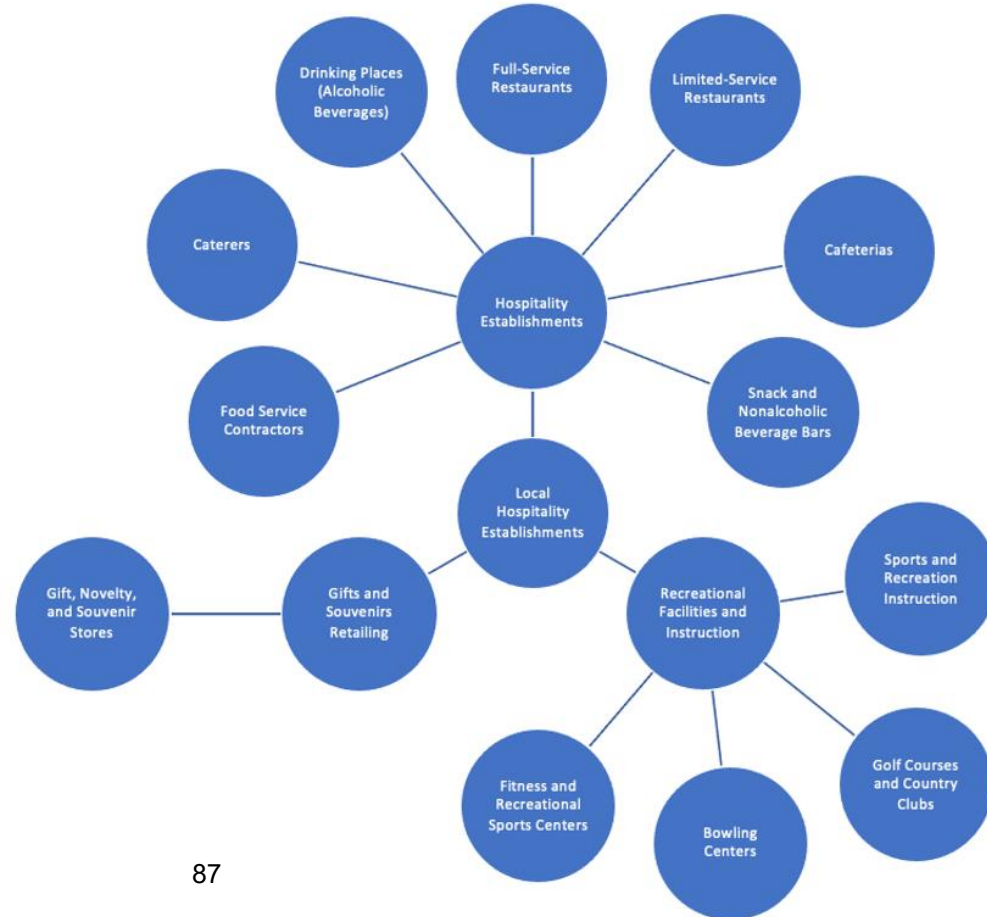 Drinking Places
(Alcoholic
Beverages)
Full-Service
Restaurants
Limited-Service
Restaurants
Caterers
Cafeterias
Hospitality
Establishments
Food Service
Contractors
Snack and
Nonalcoholic
Beverage Bars
Local
Hospitality
Establishments
Gift, Novelty,
and Souvenir
Stores
Gifts and
Souvenirs
Retailing
Recreational
Facilities and
Instruction
Sports and
Recreation
Instruction
Fitness and
Recreational
Sports Centers
Bowling
Centers
Golf Courses
and Country
Clubs
87